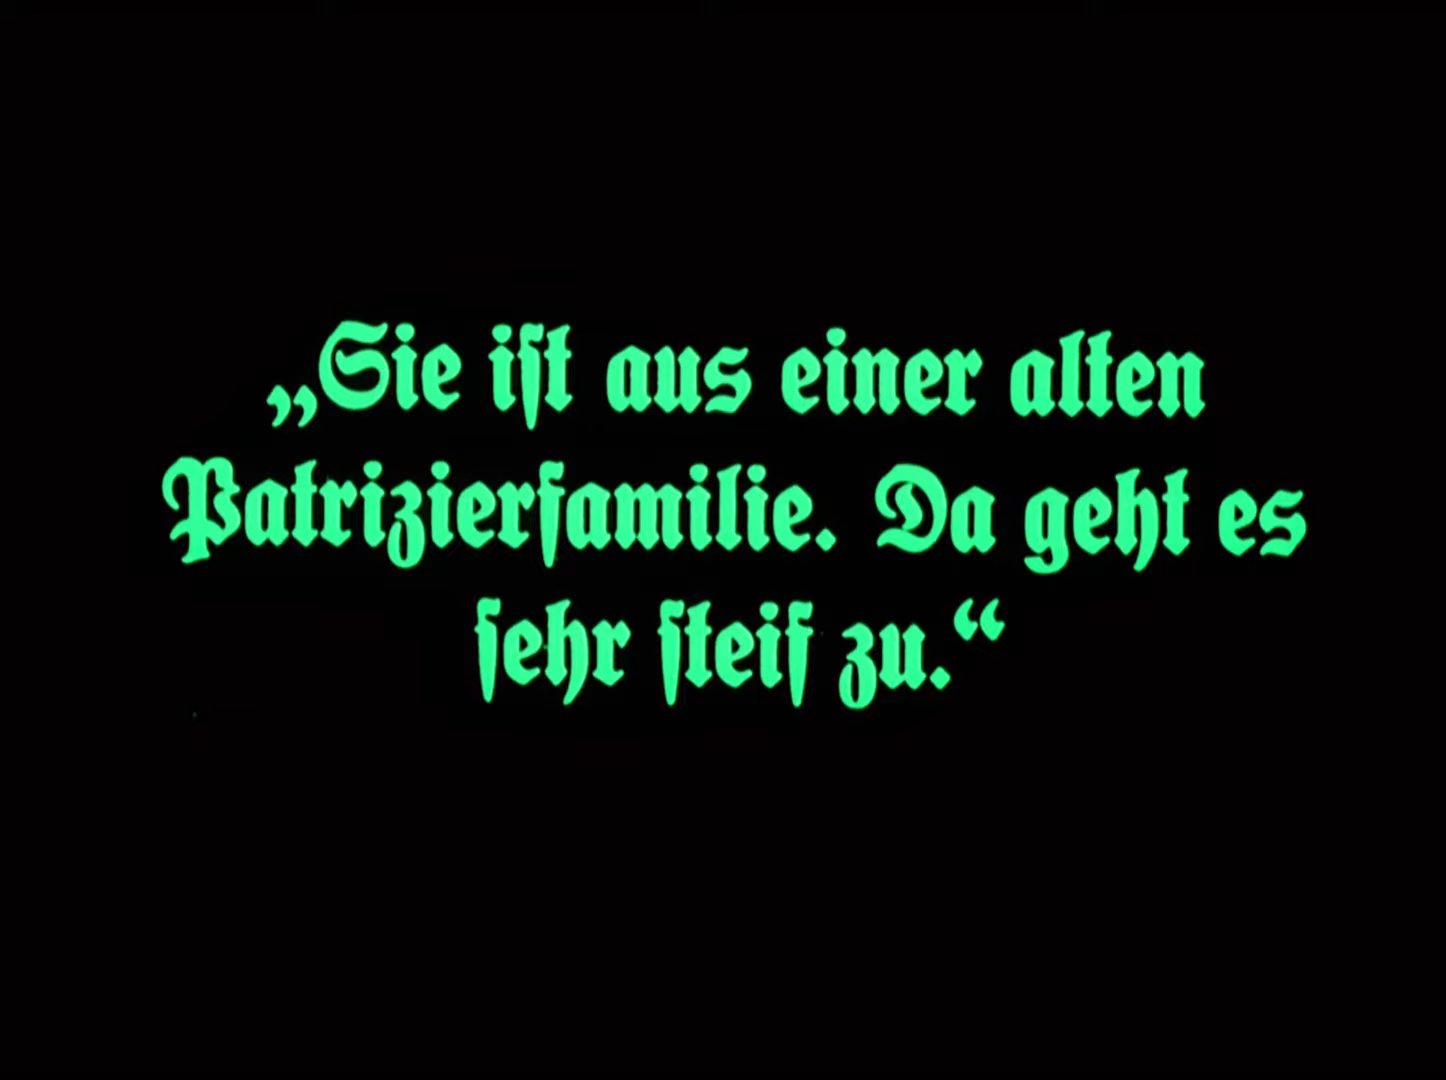 „Sie iſt aus einer alten
Patrizierfamilie. Da geht es
ſehr ſteif zu.“